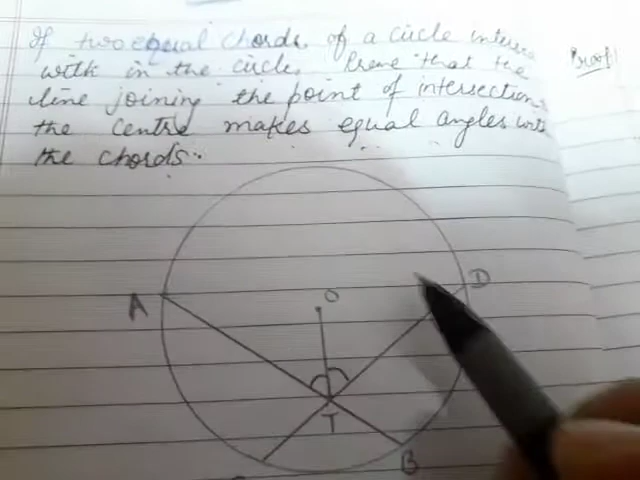 If two equal chords of a circle
with in the circle. Prove that the
line joining the point of intersection
the centre makes equal angles with
the chords.
Proof
A
O
D
T
B